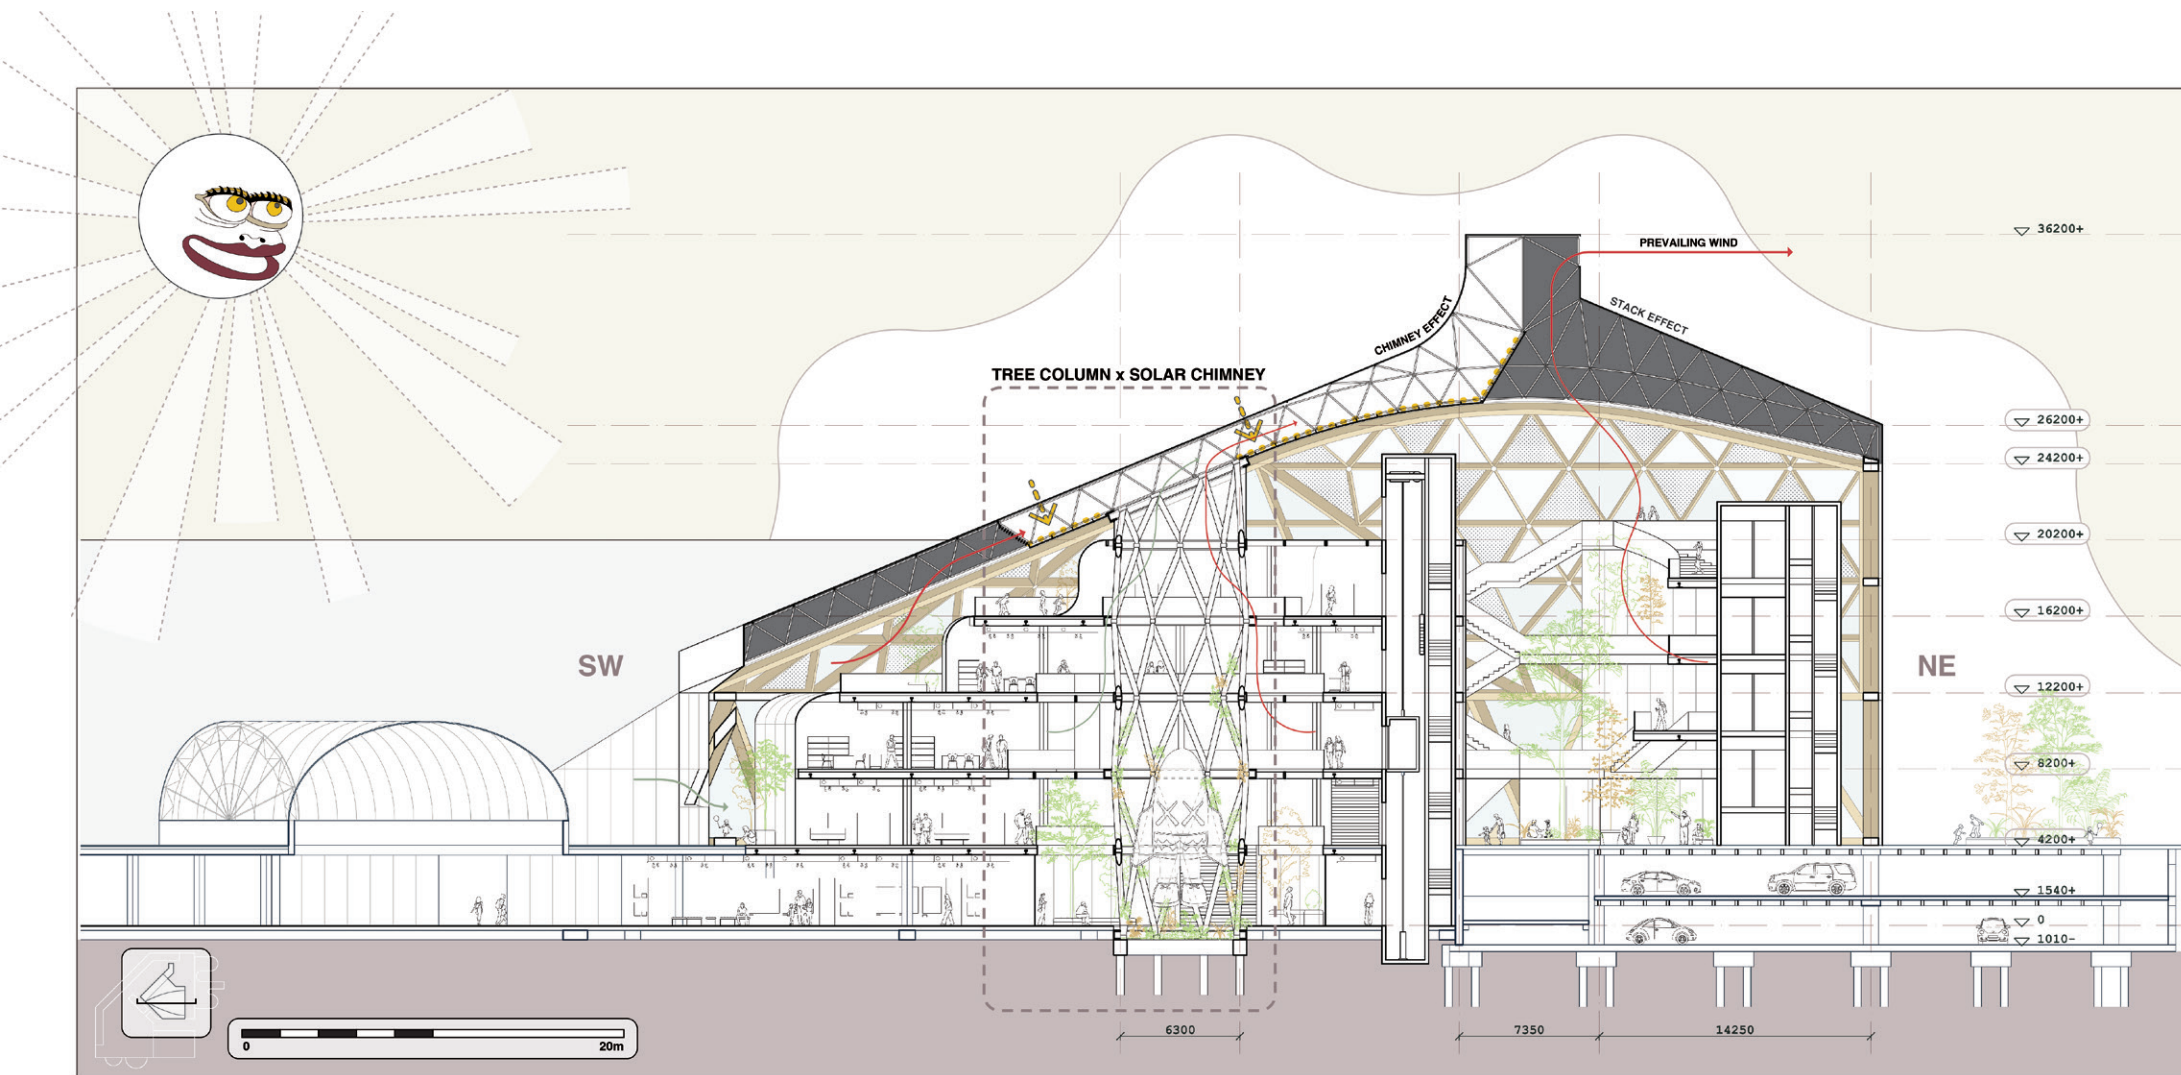 36200+
PREVAILING WIND
STACK EFFECT
CHIMNEY EFFECT
TREE COLUMN x SOLAR CHIMNEY
26200+
24200+
20200+
16200+
SW
NE
12200+
8200+
4200+
1540+
0
1010-
0 20m
6300
7350
14250